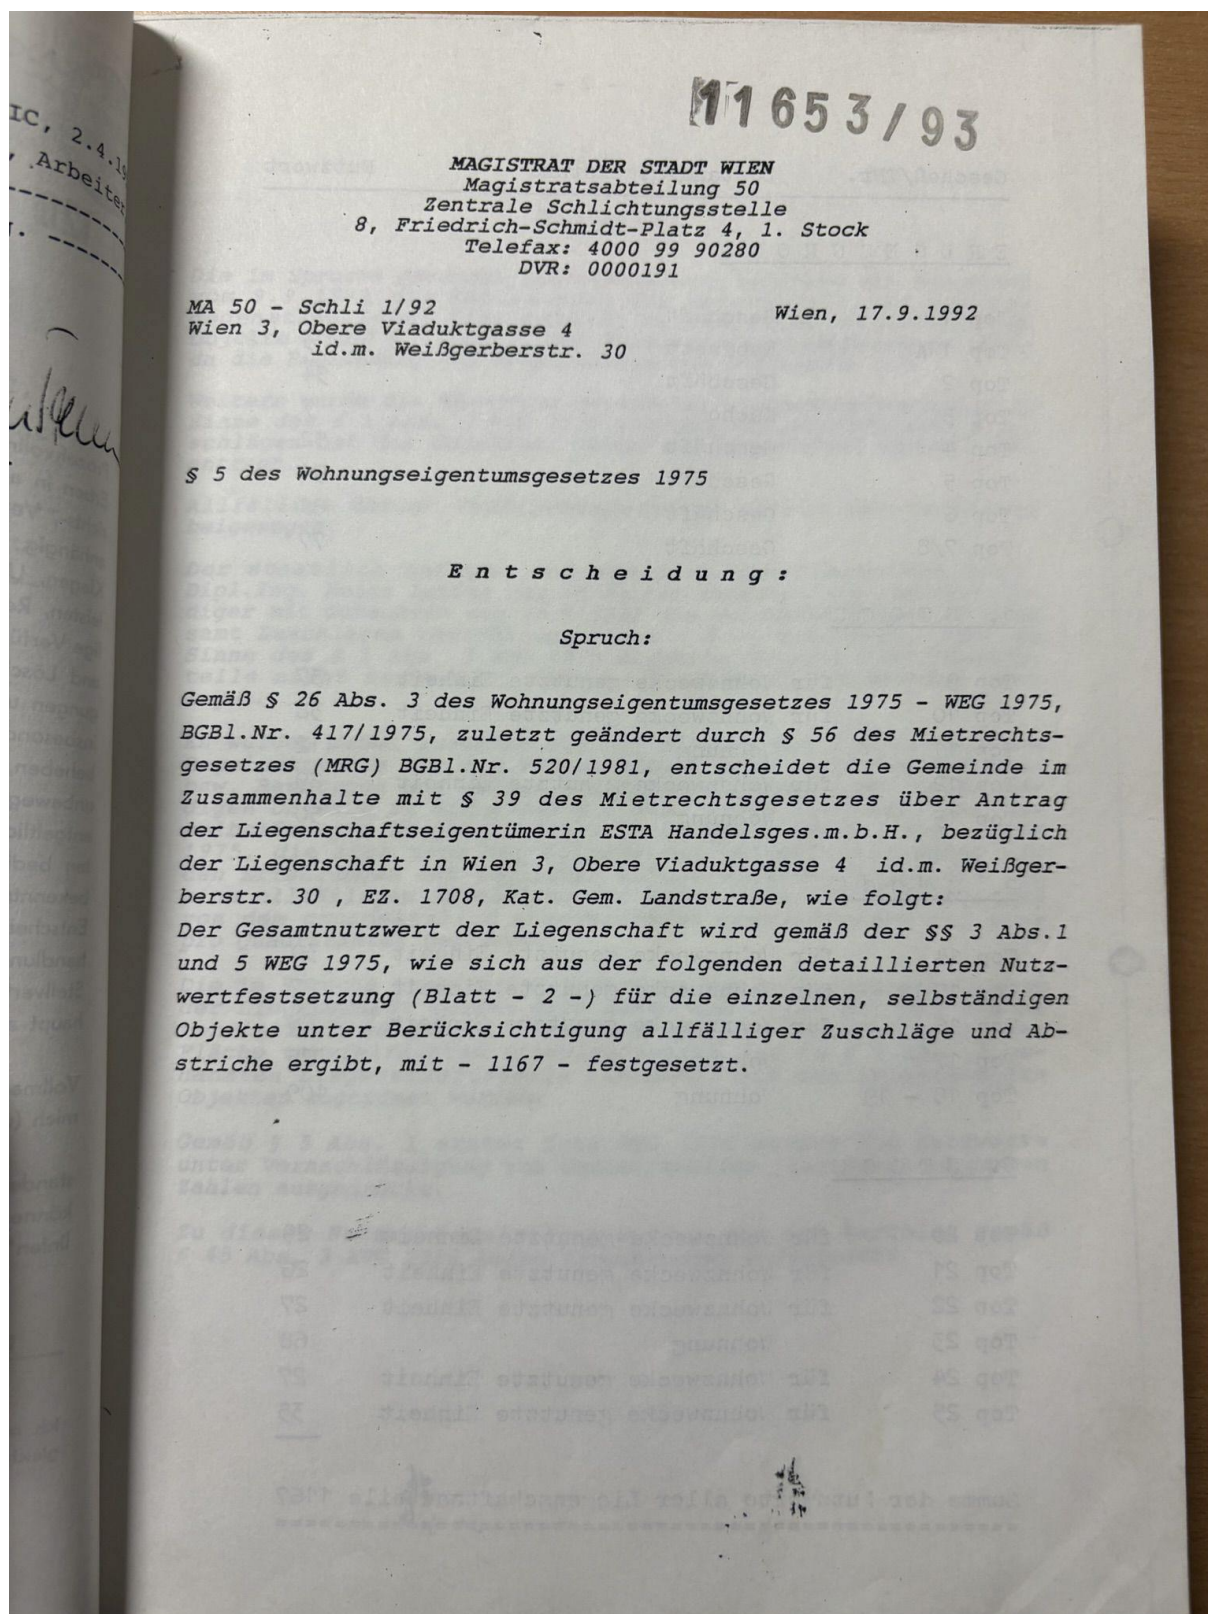 11653/93
MAGISTRAT DER STADT WIEN
Magistratsabteilung 50
Zentrale Schlichtungsstelle
8, Friedrich-Schmidt-Platz 4, 1. Stock
Telefax: 4000 99 90280
DVR: 0000191
MA 50 - Schli 1/92
Wien, 17.9.1992
Wien 3, Obere Viaduktgasse 4
id.m. Weißgerberstr. 30
§ 5 des Wohnungseigentumsgesetzes 1975
E n t s c h e i d u n g :
Spruch:
Gemäß § 26 Abs. 3 des Wohnungseigentumsgesetzes 1975 - WEG 1975,
BGBl.Nr. 417/1975, zuletzt geändert durch § 56 des Mietrechts-
gesetzes (MRG) BGBl.Nr. 520/1981, entscheidet die Gemeinde im
Zusammenhalte mit § 39 des Mietrechtsgesetzes über Antrag
der Liegenschaftseigentümerin ESTA Handelsges.m.b.H., bezüglich
der Liegenschaft in Wien 3, Obere Viaduktgasse 4 id.m. Weißger-
berstr. 30 , EZ. 1708, Kat. Gem. Landstraße, wie folgt:
Der Gesamtnutzwert der Liegenschaft wird gemäß der §§ 3 Abs.1
und 5 WEG 1975, wie sich aus der folgenden detaillierten Nutz-
wertfestsetzung (Blatt - 2 -) für die einzelnen, selbständigen
Objekte unter Berücksichtigung allfälliger Zuschläge und Ab-
striche ergibt, mit - 1167 - festgesetzt.